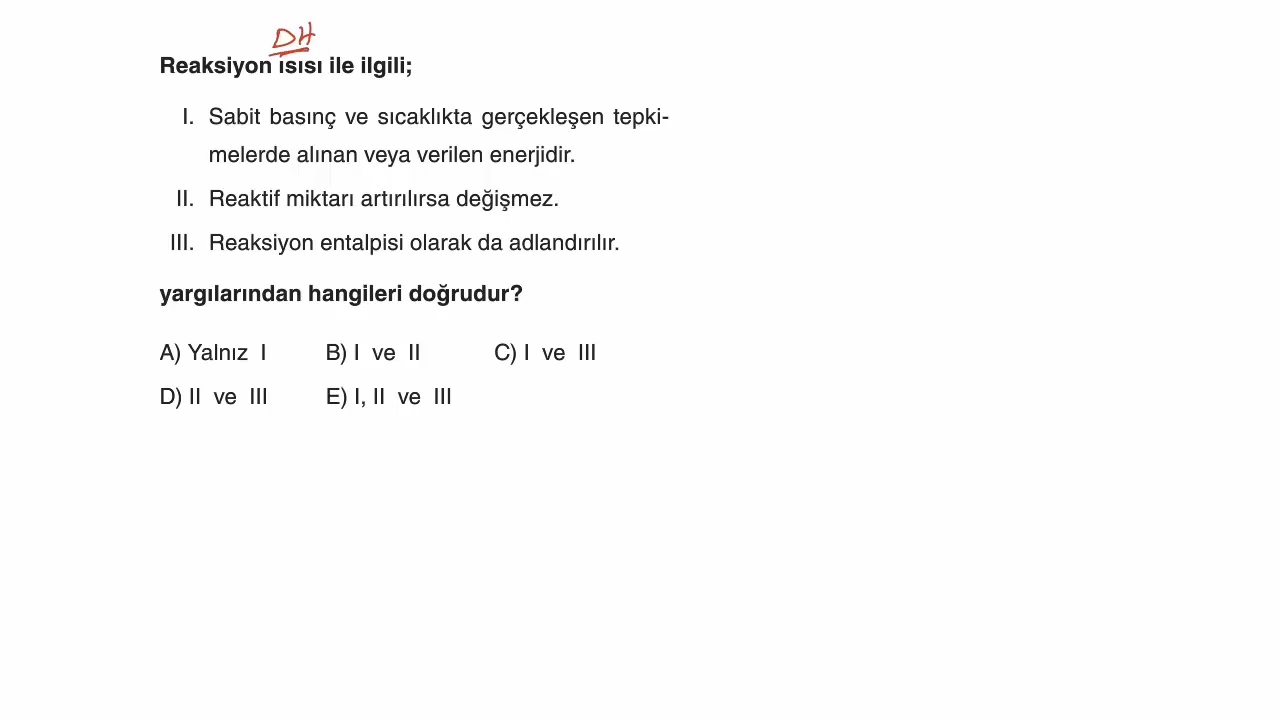 DH
Reaksiyon ısısı ile ilgili;
I. Sabit basınç ve sıcaklıkta gerçekleşen tepki-
melerde alınan veya verilen enerjidir.
II. Reaktif miktarı artırılırsa değişmez.
III. Reaksiyon entalpisi olarak da adlandırılır.
yargılarından hangileri doğrudur?
A) Yalnız I B) I ve II C) I ve III
D) II ve III E) I, II ve III